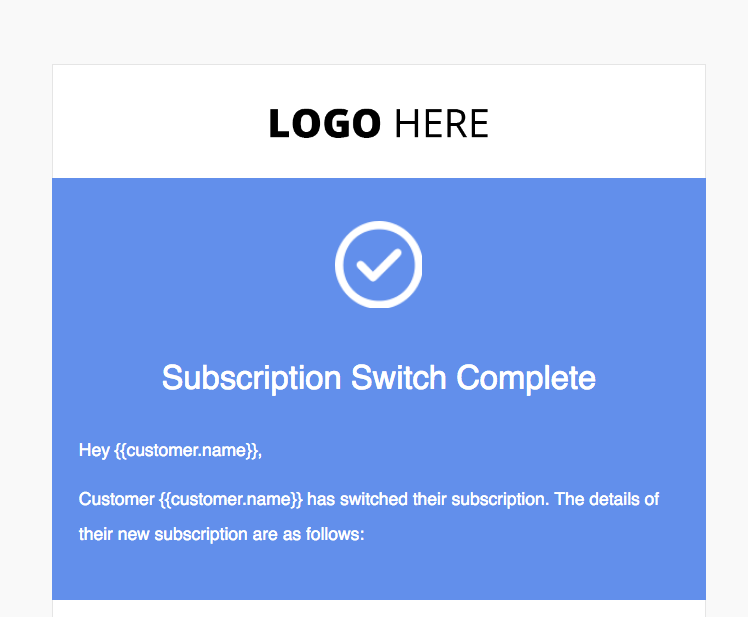 LOGO HERE
Subscription Switch Complete
Hey {{customer.name}},
Customer {{customer.name}} has switched their subscription. The details of
their new subscription are as follows: